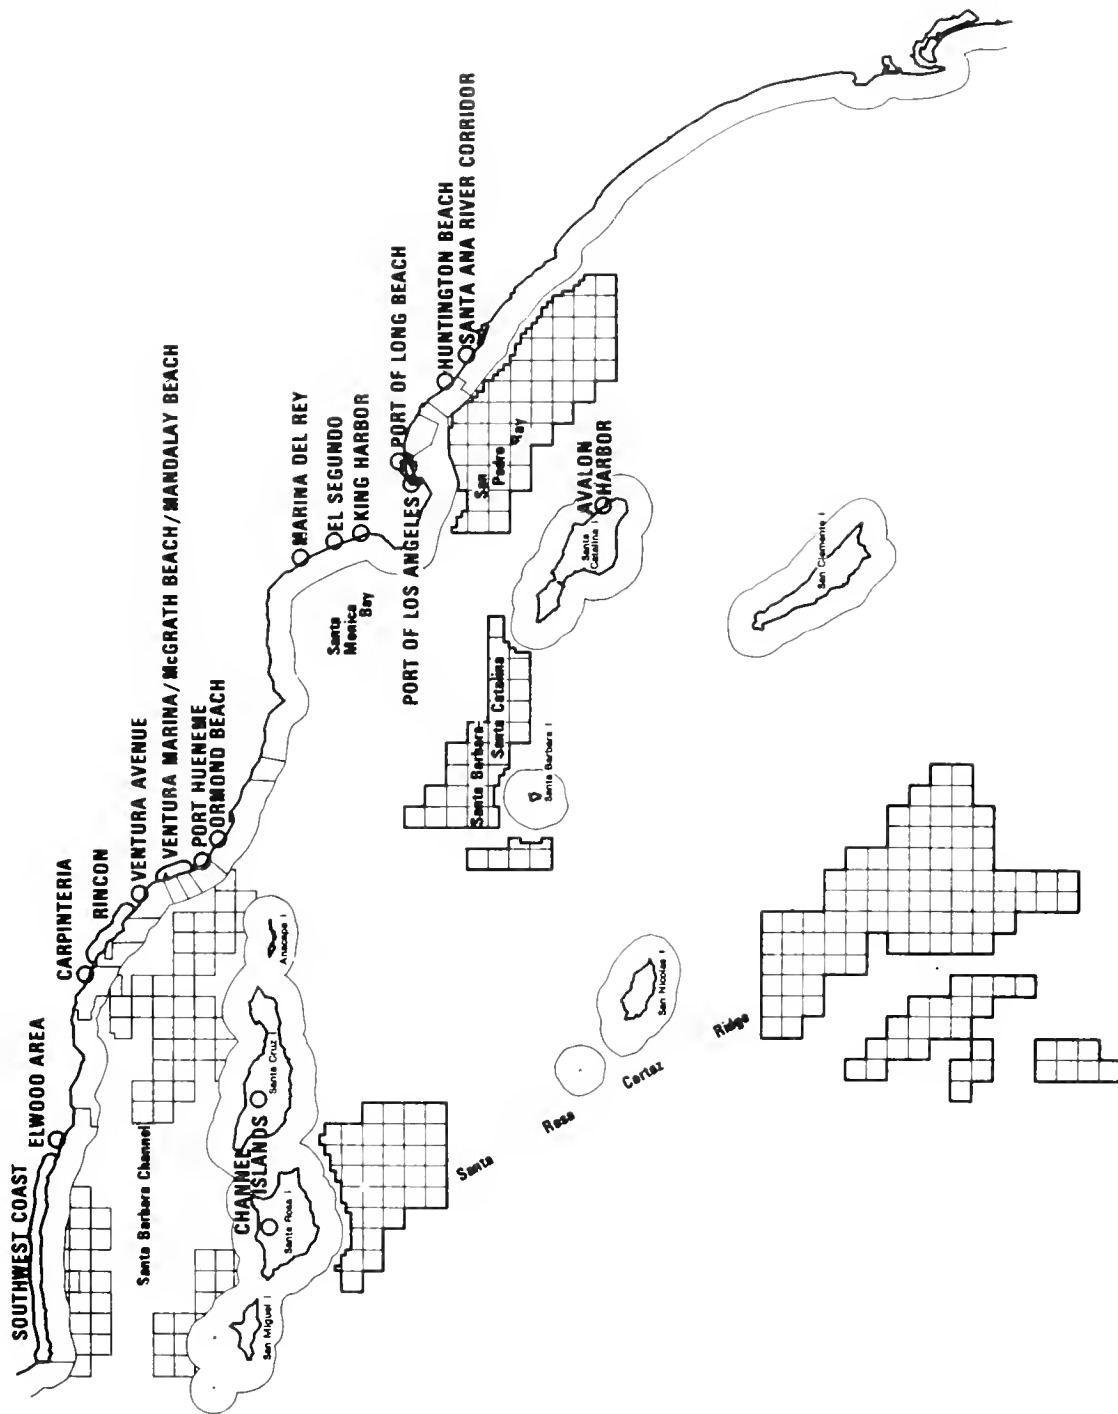 SOUTHWEST COAST
ELWOOO AREA
CARPINTERIA
RINCON
VENTURA AVENUE
VENTURA MARINA/McGRATH BEACH/MANDALAY BEACH
PORT HUENEME
ORMOND BEACH
MARINA DEL REY
EL SEGUNDO
KING HARBOR
PORT OF LOS ANGELES
PORT OF LONG BEACH
HUNTINGTON BEACH
SANTA ANA RIVER CORRIDOR
Santa Barbara Channel
CHANNEL
ISLANDS
San Miguel I
Santa Rosa I
Santa Cruz I
Anacapa I
Santa
Monica
Bay
San
Pedro
Bay
AVALON
HARBOR
Santa
Catalina I
Santa Barbara-
Santa Catalina
Santa Barbara I
San Clemente I
San Nicolas I
Santa
Rosa
Cortaz
Ridge